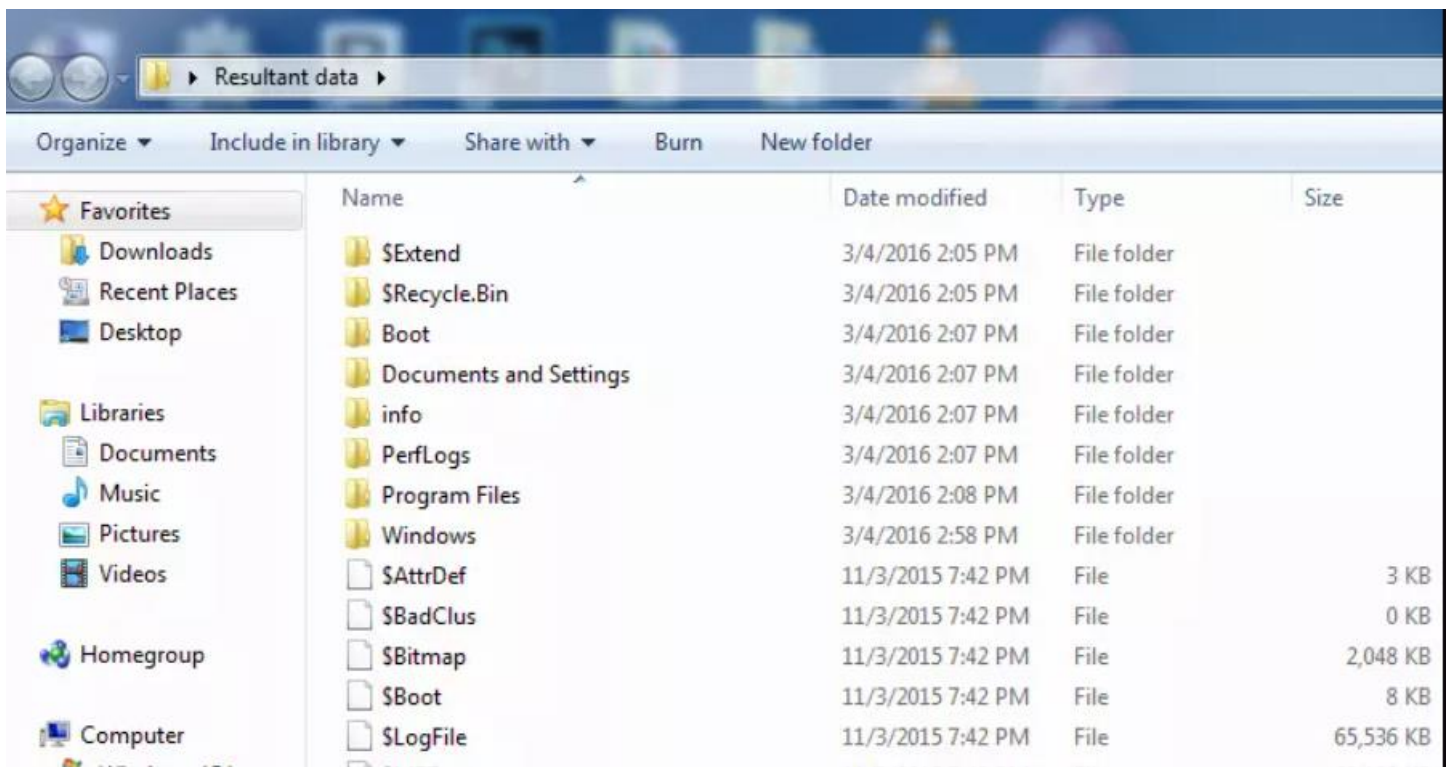 Resultant data
Organize Include in library Share with Burn New folder
Name Date modified Type Size
Favorites
Downloads
Recent Places
Desktop
Libraries
Documents
Music
Pictures
Videos
Homegroup
Computer
$Extend 3/4/2016 2:05 PM File folder
$Recycle.Bin 3/4/2016 2:05 PM File folder
Boot 3/4/2016 2:07 PM File folder
Documents and Settings 3/4/2016 2:07 PM File folder
info 3/4/2016 2:07 PM File folder
PerfLogs 3/4/2016 2:07 PM File folder
Program Files 3/4/2016 2:08 PM File folder
Windows 3/4/2016 2:58 PM File folder
$AttrDef 11/3/2015 7:42 PM File 3 KB
$BadClus 11/3/2015 7:42 PM File 0 KB
$Bitmap 11/3/2015 7:42 PM File 2,048 KB
$Boot 11/3/2015 7:42 PM File 8 KB
$LogFile 11/3/2015 7:42 PM File 65,536 KB